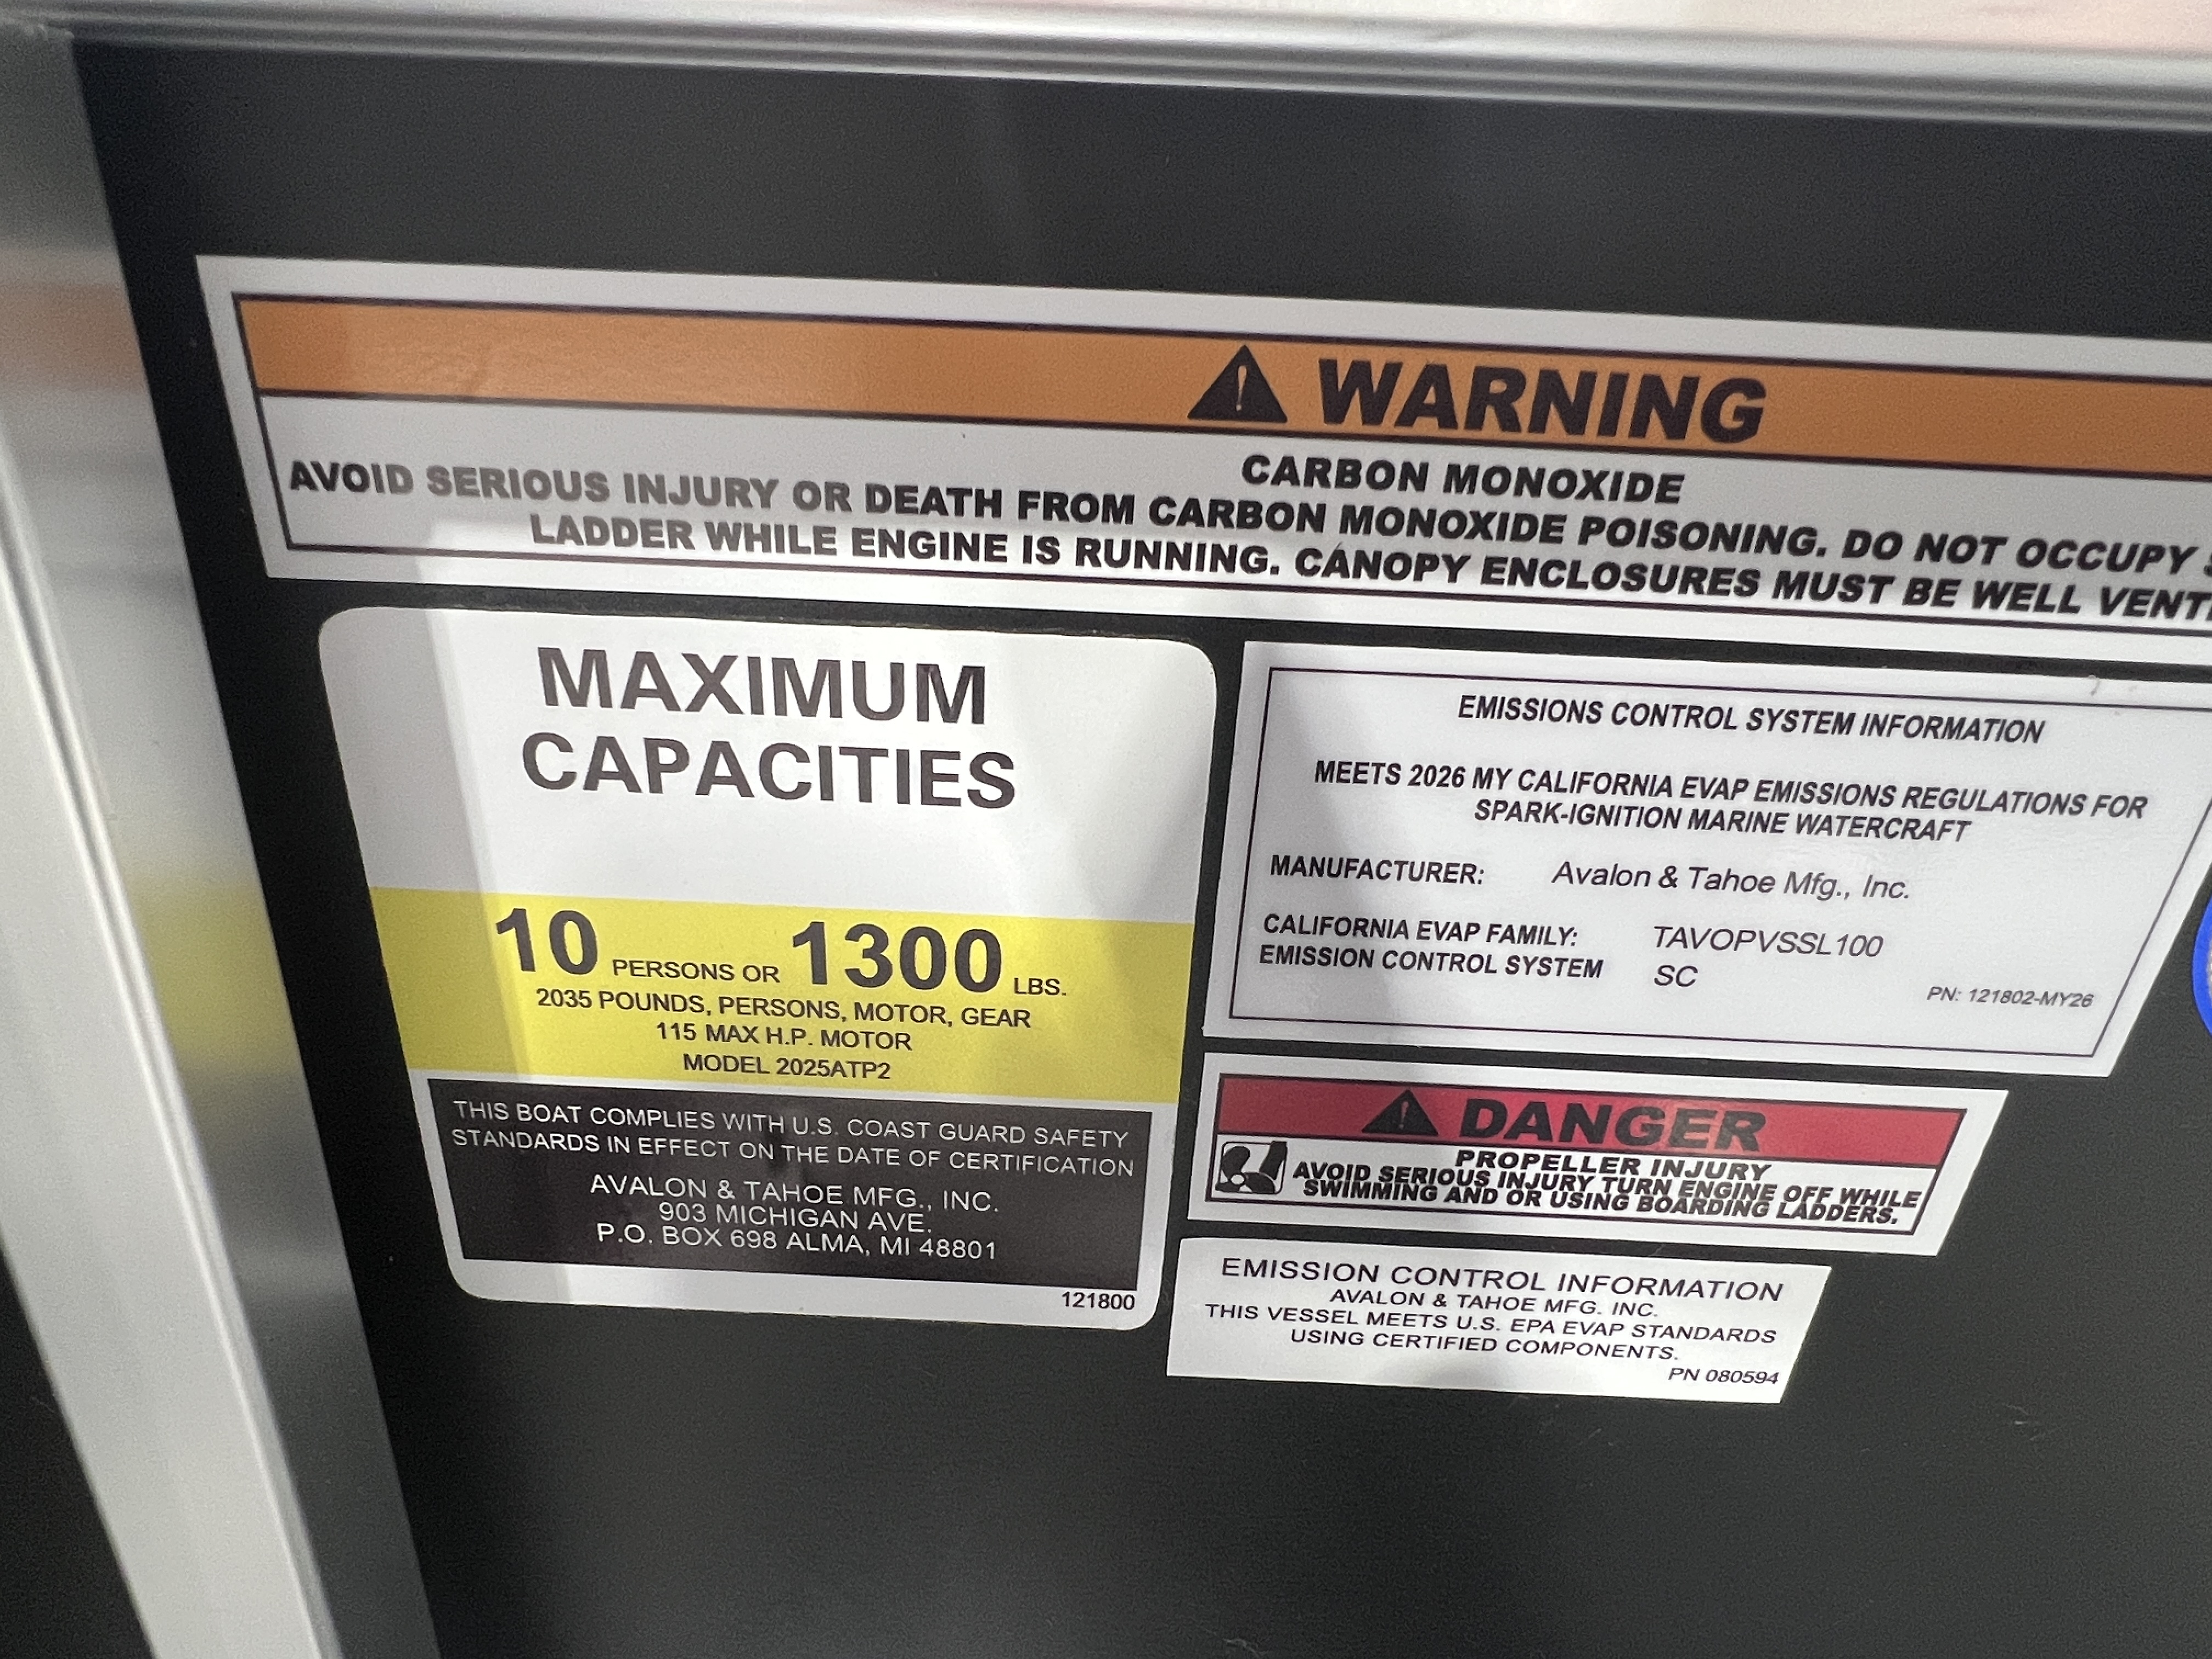 WARNING
CARBON MONOXIDE
AVOID SERIOUS INJURY OR DEATH FROM CARBON MONOXIDE POISONING. DO NOT OCCUPY
LADDER WHILE ENGINE IS RUNNING. CANOPY ENCLOSURES MUST BE WELL VENT
MAXIMUM
CAPACITIES
10 PERSONS OR 1300 LBS.
2035 POUNDS, PERSONS, MOTOR, GEAR
115 MAX H.P. MOTOR
MODEL 2025ATP2
THIS BOAT COMPLIES WITH U.S. COAST GUARD SAFETY
STANDARDS IN EFFECT ON THE DATE OF CERTIFICATION
AVALON & TAHOE MFG., INC.
903 MICHIGAN AVE.
P.O. BOX 698 ALMA, MI 48801
121800
EMISSIONS CONTROL SYSTEM INFORMATION
MEETS 2026 MY CALIFORNIA EVAP EMISSIONS REGULATIONS FOR
SPARK-IGNITION MARINE WATERCRAFT
MANUFACTURER: Avalon & Tahoe Mfg., Inc.
CALIFORNIA EVAP FAMILY: TAVOPVSSL100
EMISSION CONTROL SYSTEM SC
PN: 121802-MY26
DANGER
PROPELLER INJURY
AVOID SERIOUS INJURY TURN ENGINE OFF WHILE
SWIMMING AND OR USING BOARDING LADDERS.
EMISSION CONTROL INFORMATION
AVALON & TAHOE MFG. INC.
THIS VESSEL MEETS U.S. EPA EVAP STANDARDS
USING CERTIFIED COMPONENTS.
PN 080594